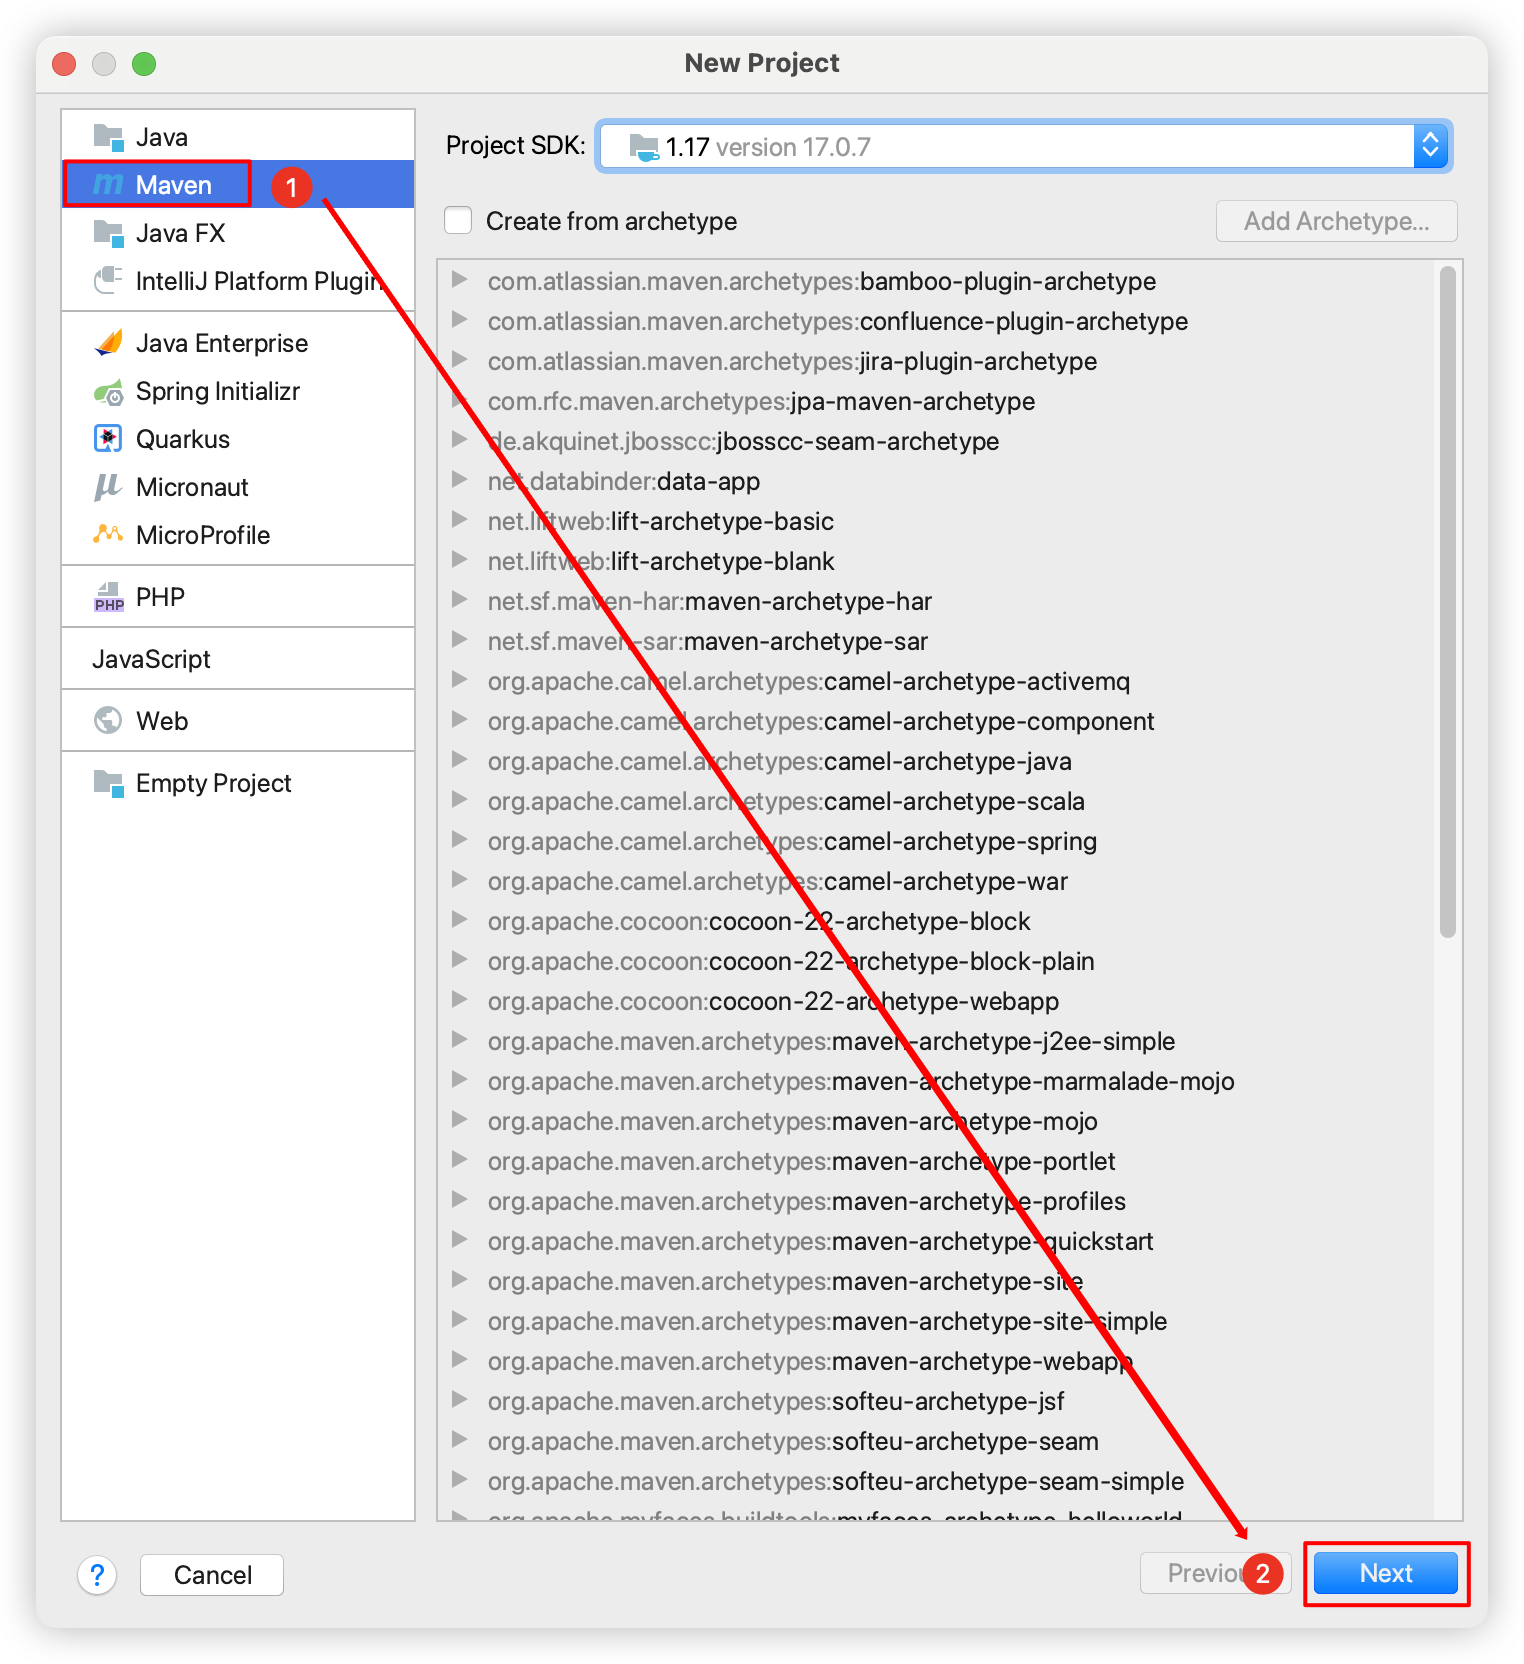 New Project
Java
Maven
1
Java FX
IntelliJ Platform Plugin
Java Enterprise
Spring Initializr
Quarkus
Micronaut
MicroProfile
PHP
PHP
JavaScript
Web
Empty Project
Project SDK: 1.17 version 17.0.7
Create from archetype
Add Archetype...
com.atlassian.maven.archetypes:bamboo-plugin-archetype
com.atlassian.maven.archetypes:confluence-plugin-archetype
com.atlassian.maven.archetypes:jira-plugin-archetype
com.rfc.maven.archetypes:jpa-maven-archetype
de.akquinet.jbosscc:jbosscc-seam-archetype
net.databinder:data-app
net.liftweb:lift-archetype-basic
net.liftweb:lift-archetype-blank
net.sf.maven-har:maven-archetype-har
net.sf.maven-sar:maven-archetype-sar
org.apache.camel.archetypes:camel-archetype-activemq
org.apache.camel.archetypes:camel-archetype-component
org.apache.camel.archetypes:camel-archetype-java
org.apache.camel.archetypes:camel-archetype-scala
org.apache.camel.archetypes:camel-archetype-spring
org.apache.camel.archetypes:camel-archetype-war
org.apache.cocoon:cocoon-22-archetype-block
org.apache.cocoon:cocoon-22-archetype-block-plain
org.apache.cocoon:cocoon-22-archetype-webapp
org.apache.maven.archetypes:maven-archetype-j2ee-simple
org.apache.maven.archetypes:maven-archetype-marmalade-mojo
org.apache.maven.archetypes:maven-archetype-mojo
org.apache.maven.archetypes:maven-archetype-portlet
org.apache.maven.archetypes:maven-archetype-profiles
org.apache.maven.archetypes:maven-archetype-quickstart
org.apache.maven.archetypes:maven-archetype-site
org.apache.maven.archetypes:maven-archetype-site-simple
org.apache.maven.archetypes:maven-archetype-webapp
org.apache.maven.archetypes:softeu-archetype-jsf
org.apache.maven.archetypes:softeu-archetype-seam
org.apache.maven.archetypes:softeu-archetype-seam-simple
org.apache.myfaces.buildtools:myfaces-archetype-helloworld
?
Cancel
Previou
2
Next